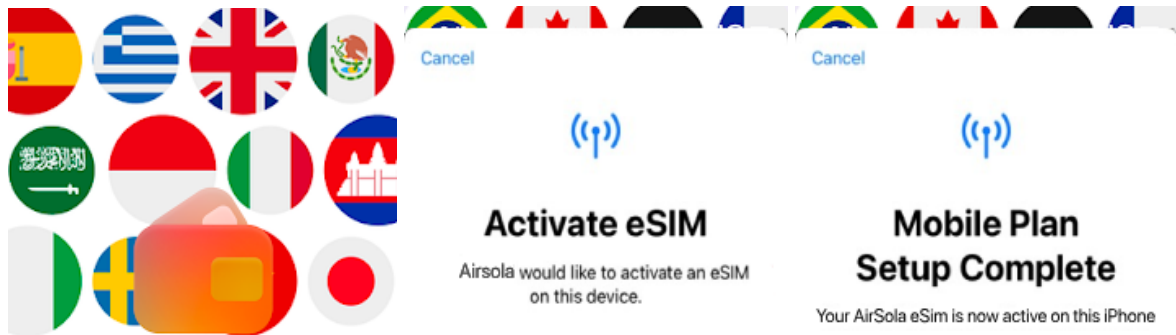 Cancel
Activate eSIM
Airsola would like to activate an eSIM
on this device.
Cancel
Mobile Plan
Setup Complete
Your AirSola eSim is now active on this iPhone